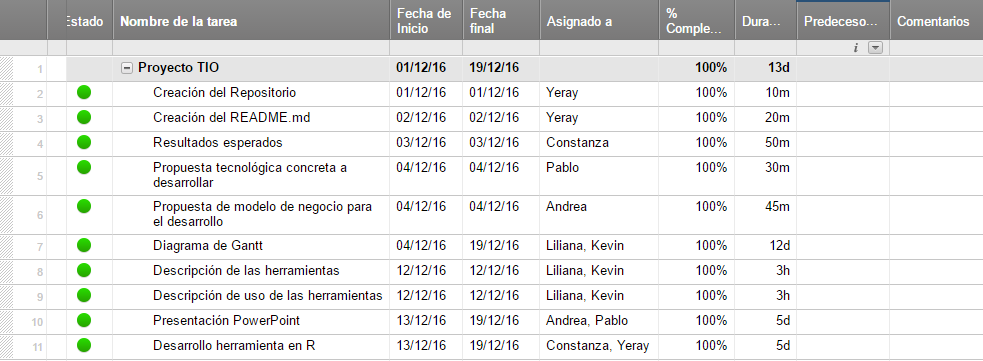 Estado Nombre de la tarea Fecha de Inicio Fecha final Asignado a % Comple... Dura... Predeceso... Comentarios
i
1 Proyecto TIO 01/12/16 19/12/16 100% 13d
2 Creación del Repositorio 01/12/16 01/12/16 Yeray 100% 10m
3 Creación del README.md 02/12/16 02/12/16 Yeray 100% 20m
4 Resultados esperados 03/12/16 03/12/16 Constanza 100% 50m
5 Propuesta tecnológica concreta a desarrollar 04/12/16 04/12/16 Pablo 100% 30m
6 Propuesta de modelo de negocio para el desarrollo 04/12/16 04/12/16 Andrea 100% 45m
7 Diagrama de Gantt 04/12/16 19/12/16 Liliana, Kevin 100% 12d
8 Descripción de las herramientas 12/12/16 12/12/16 Liliana, Kevin 100% 3h
9 Descripción de uso de las herramientas 12/12/16 12/12/16 Liliana, Kevin 100% 3h
10 Presentación PowerPoint 13/12/16 19/12/16 Andrea, Pablo 100% 5d
11 Desarrollo herramienta en R 13/12/16 19/12/16 Constanza, Yeray 100% 5d